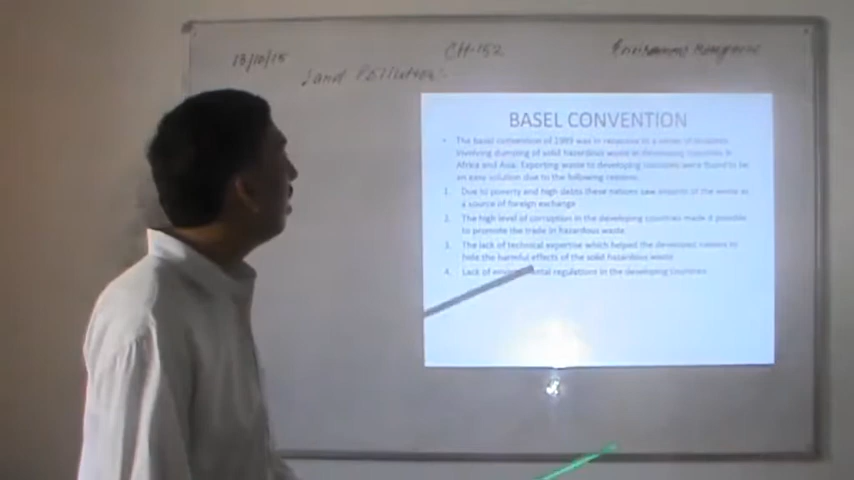 13/10/15 CH-152 Environment
Land Pollution:
BASEL CONVENTION
• The basel convention of 1989 was in response to a series of
involving dumping of solid hazardous waste in developing countries in
Africa and Asia. Exporting waste to developing countries were found to be
an easy solution due to the following reasons.
1. Due to poverty and high debts these nations saw imports of the waste as
a source of foreign exchange
2. The high level of corruption in the developing countries made it possible
to promote the trade in hazardous waste.
3. The lack of technical expertise which helped the developed nations to
hide the harmful effects of the solid hazardous waste
4. Lack of environmental regulations in the developing countries